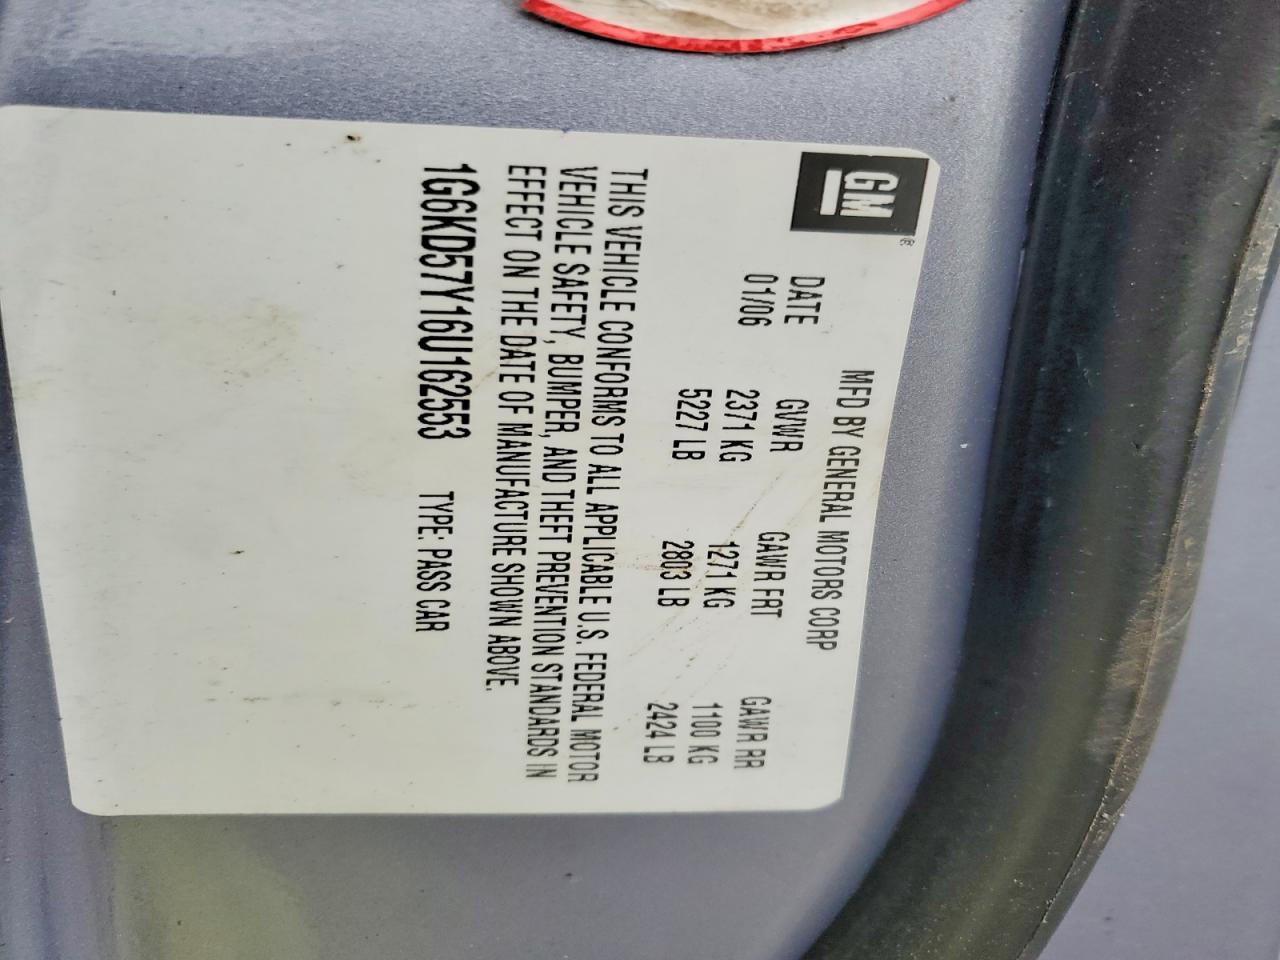 GM®
MFD BY GENERAL MOTORS CORP
DATE GVWR GAWR FRT GAWR RR
01/06 2371 KG 1271 KG 1100 KG
5227 LB 2803 LB 2424 LB
THIS VEHICLE CONFORMS TO ALL APPLICABLE U.S. FEDERAL MOTOR
VEHICLE SAFETY, BUMPER, AND THEFT PREVENTION STANDARDS IN
EFFECT ON THE DATE OF MANUFACTURE SHOWN ABOVE.
1G6KD57Y16U162553 TYPE: PASS CAR